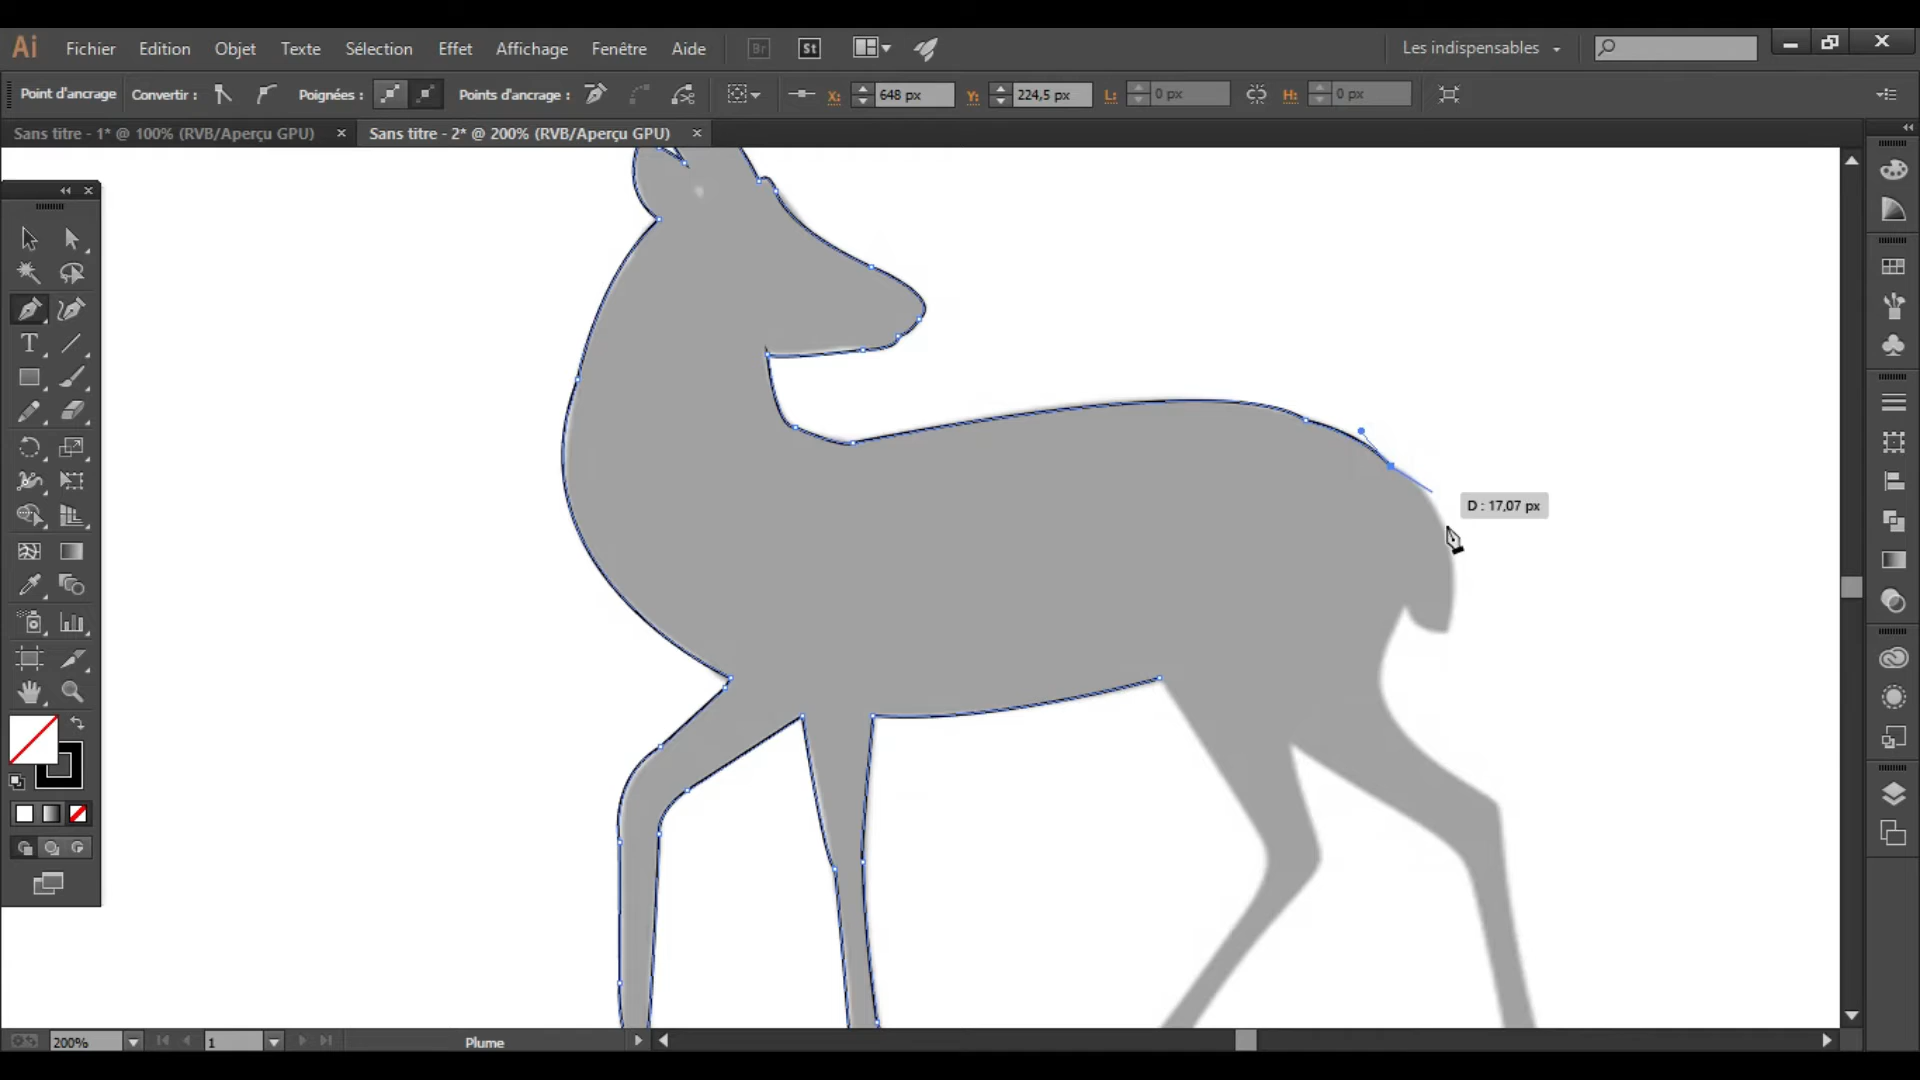 Ai Fichier Edition Objet Texte Sélection Effet Affichage Fenêtre Aide Br St Les indispensables
Point d'ancrage Convertir : Poignées : Points d'ancrage : X: 648 px Y: 224,5 px L: 0 px H: 0 px
Sans titre - 1* @ 100% (RVB/Aperçu GPU) Sans titre - 2* @ 200% (RVB/Aperçu GPU)
D : 17,07 px
200% 1 Plume